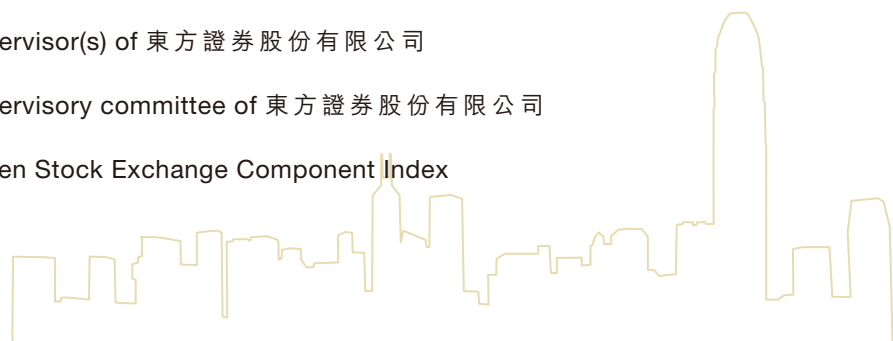 ervisor(s) of 東方證券股份有限公司
ervisory committee of 東方證券股份有限公司
en Stock Exchange Component Index